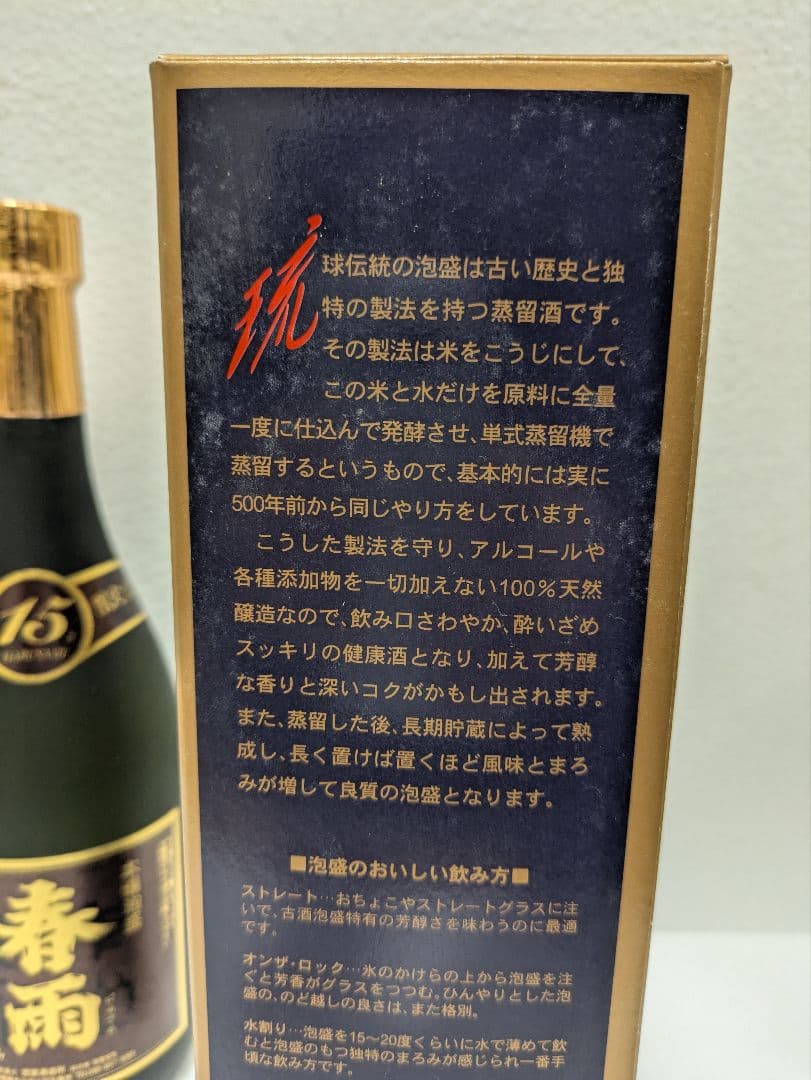 琉球伝統の泡盛は古い歴史と独
特の製法を持つ蒸留酒です。
その製法は米をこうじにして、
この米と水だけを原料に全量
一度に仕込んで発酵させ、単式蒸留機で
蒸留するというもので、基本的には実に
500年前から同じやり方をしています。
こうした製法を守り、アルコールや
各種添加物を一切加えない100％天然
醸造なので、飲み口さわやか、酔いざめ
スッキリの健康酒となり、加えて芳醇
な香りと深いコクがかもし出されます。
また、蒸留した後、長期貯蔵によって熟
成し、長く置けば置くほど風味とまろ
みが増して良質の泡盛となります。
■泡盛のおいしい飲み方■
ストレート…おちょこやストレートグラスに注
いで、古酒泡盛特有の芳醇さを味わうのに最適
です。
オンザ・ロック…氷のかけらの上から泡盛を注
ぐと芳香がグラスをつつむ。ひんやりとした泡
盛の、のど越しの良さは、また格別。
水割り…泡盛を15〜20度くらいに水で薄めて飲
むと泡盛のもつ独特のまろみが感じられ一番手
頃な飲み方です。
15
春雨